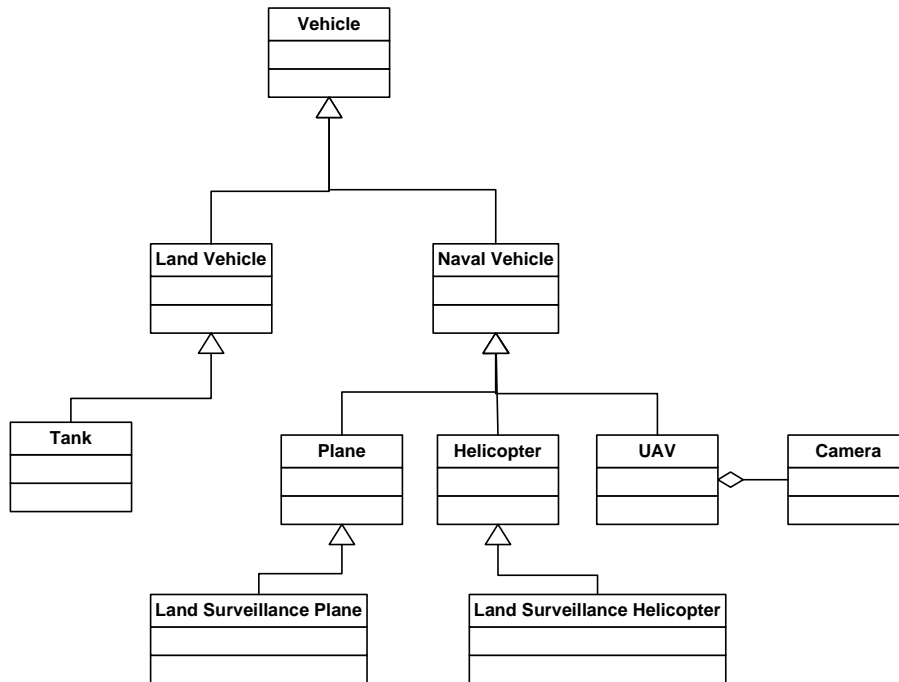 Vehicle
Land Vehicle
Naval Vehicle
Tank
Plane
Helicopter
UAV
Camera
Land Surveillance Plane
Land Surveillance Helicopter